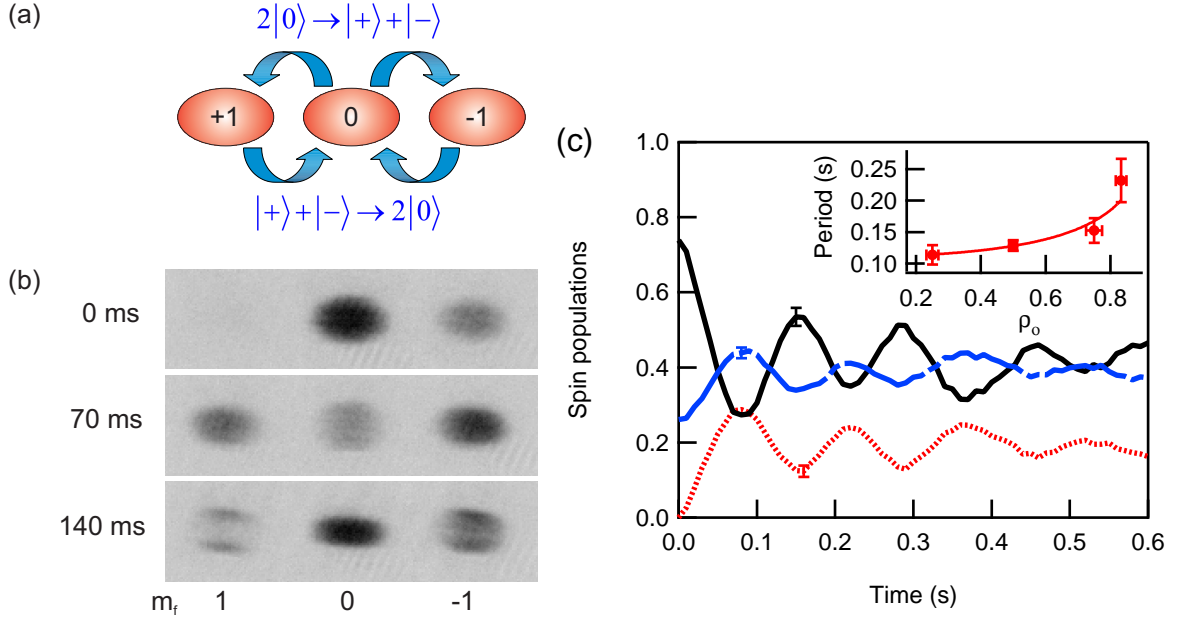 (a)
2|0⟩→|+⟩+|−⟩
+1
0
-1
|+⟩+|−⟩→2|0⟩
(b)
0 ms
70 ms
140 ms
m_f 1 0 -1
(c)
Spin populations
1.0
0.8
0.6
0.4
0.2
0.0
0.0 0.1 0.2 0.3 0.4 0.5 0.6
Time (s)
Period (s)
0.25
0.20
0.15
0.10
0.2 0.4 0.6 0.8
ρ_o